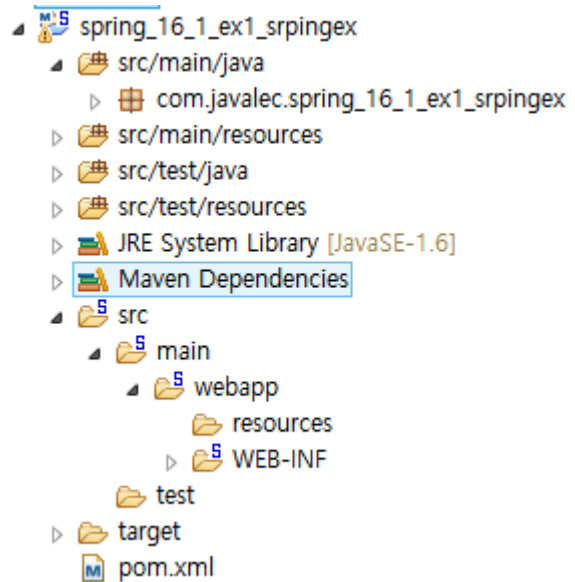 spring_16_1_ex1_srpingex
src/main/java
com.javalec.spring_16_1_ex1_srpingex
src/main/resources
src/test/java
src/test/resources
JRE System Library [JavaSE-1.6]
Maven Dependencies
src
main
webapp
resources
WEB-INF
test
target
pom.xml